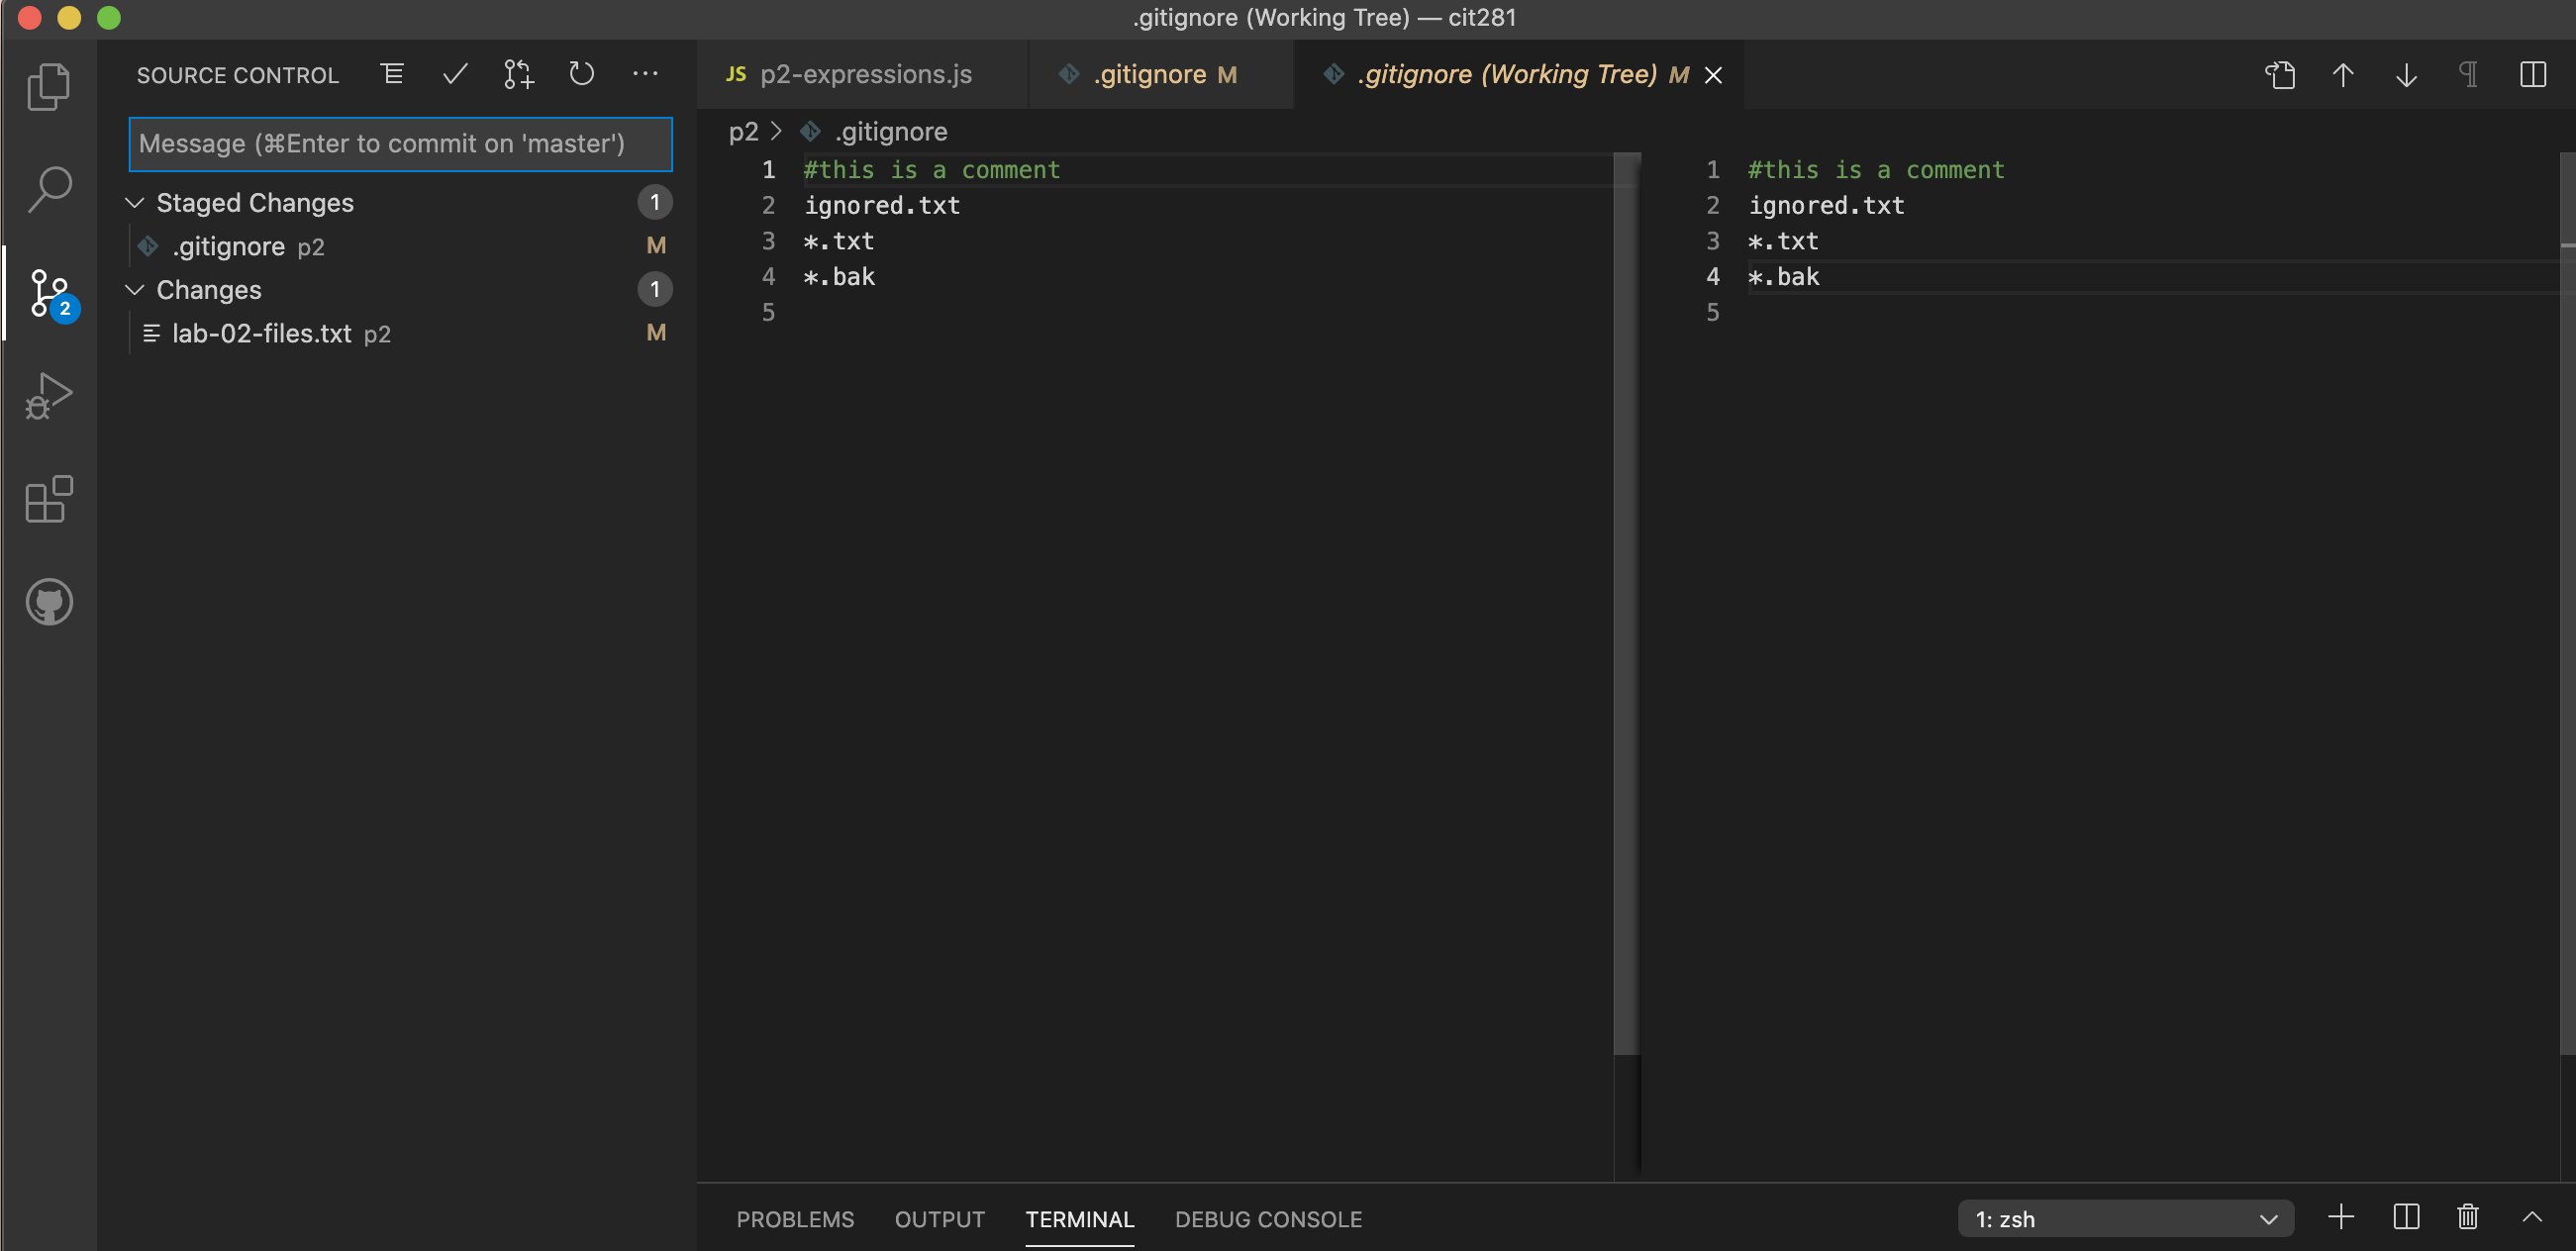 .gitignore (Working Tree) — cit281
SOURCE CONTROL
Message (⌘Enter to commit on 'master')
Staged Changes 1
.gitignore p2 M
Changes 1
lab-02-files.txt p2 M
2
JS p2-expressions.js
.gitignore M
.gitignore (Working Tree) M
p2 > .gitignore
1 #this is a comment
2 ignored.txt
3 *.txt
4 *.bak
5
1 #this is a comment
2 ignored.txt
3 *.txt
4 *.bak
5
PROBLEMS OUTPUT TERMINAL DEBUG CONSOLE
1: zsh